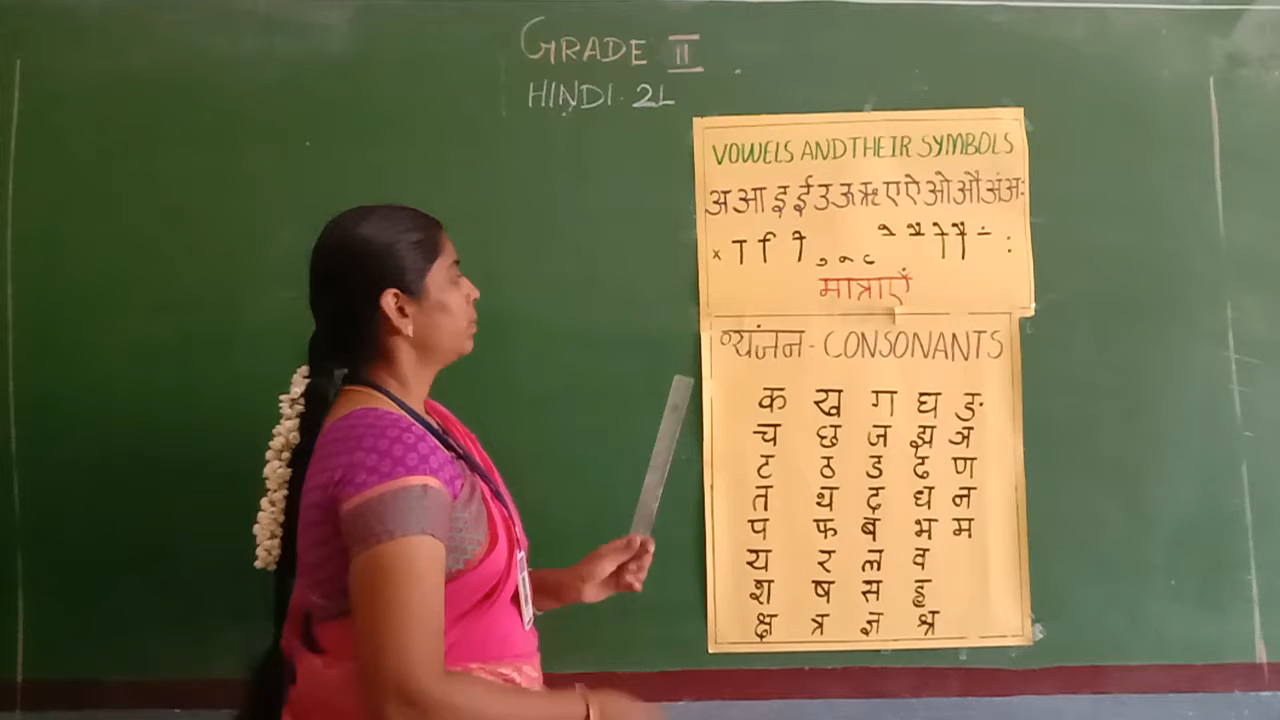 GRADE II
HINDI. 2L
VOWELS AND THEIR SYMBOLS
अ आ इ ई उ ऊ ऋ ए ऐ ओ औ अं अः
× ा ि ी ु ू ृ े ै ो ौ ं :
मात्राएँ
व्यंजन - CONSONANTS
क ख ग घ ङ
च छ ज झ ञ
ट ठ ड ढ ण
त थ द ध न
प फ ब भ म
य र ल व
श ष स ह
क्ष त्र ज्ञ श्र